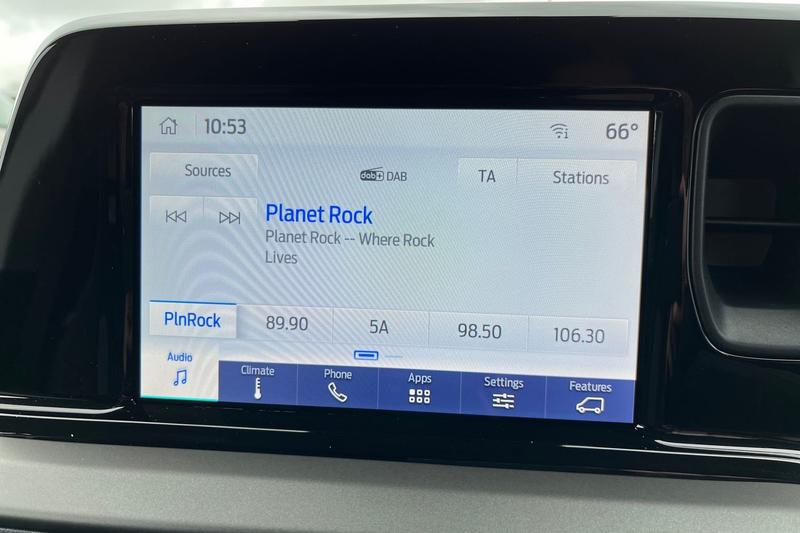 10:53
66°
Sources
dab+ DAB
TA
Stations
Planet Rock
Planet Rock -- Where Rock
Lives
PlnRock
89.90
5A
98.50
106.30
Audio
Climate
Phone
Apps
Settings
Features